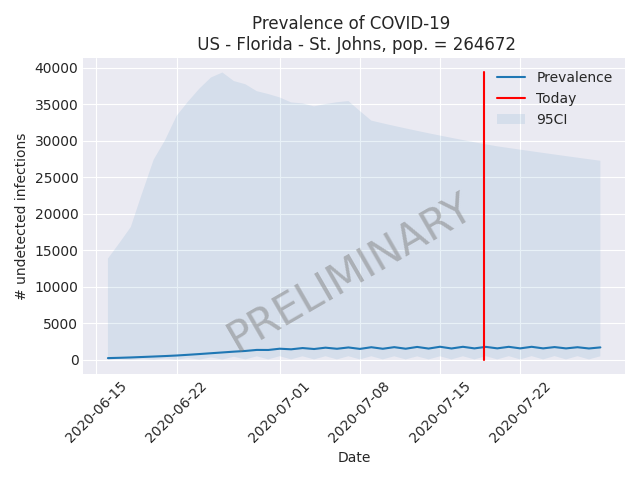 Prevalence of COVID-19
US - Florida - St. Johns, pop. = 264672
40000
35000
30000
25000
20000
15000
10000
5000
0
# undetected infections
Prevalence
Today
95CI
PRELIMINARY
2020-06-15
2020-06-22
2020-07-01
2020-07-08
2020-07-15
2020-07-22
Date